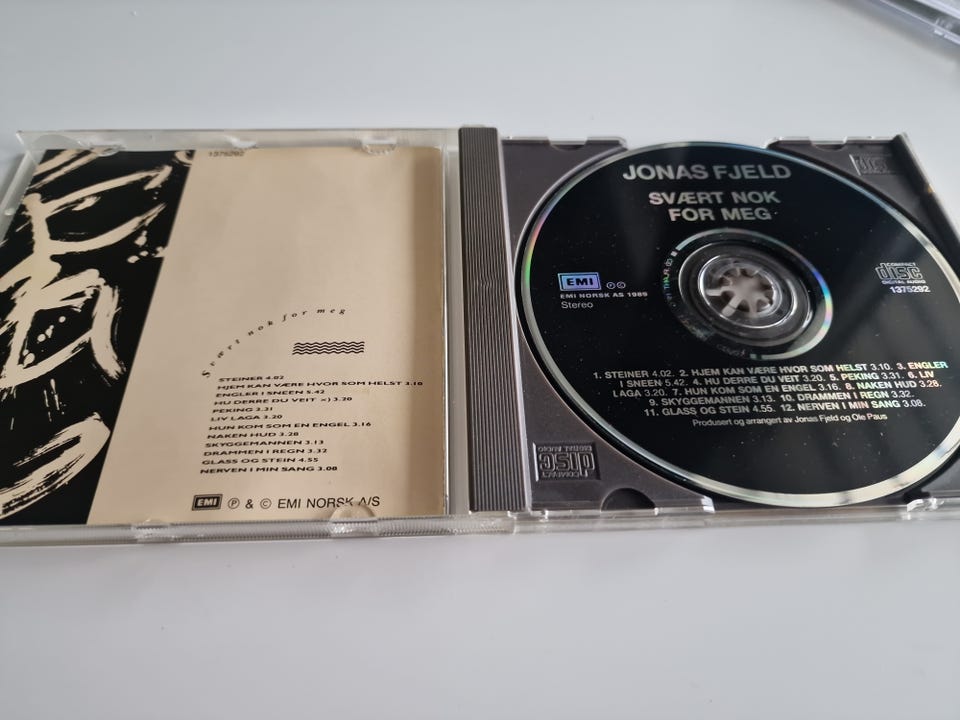 1375292
Svært nok for meg
STEINER 4.02
HJEM KAN VÆRE HVOR SOM HELST 3.10
ENGLER I SNEEN 5.42
HU DERRE DU VEIT ×) 3.20
PEKING 3.31
LIV LAGA 3.20
HUN KOM SOM EN ENGEL 3.16
NAKEN HUD 3.28
SKYGGEMANNEN 3.13
DRAMMEN I REGN 3.32
GLASS OG STEIN 4.55
NERVEN I MIN SANG 3.08
EMI Ⓟ & © EMI NORSK A/S
JONAS FJELD
SVÆRT NOK
FOR MEG
EMI Ⓟ ©
EMI NORSK AS 1989
Stereo
COMPACT
disc
DIGITAL AUDIO
1375292
1. STEINER 4.02. 2. HJEM KAN VÆRE HVOR SOM HELST 3.10. 3. ENGLER
I SNEEN 5.42. 4. HU DERRE DU VEIT 3.20. 5. PEKING 3.31. 6. LIV
LAGA 3.20. 7. HUN KOM SOM EN ENGEL 3.16. 8. NAKEN HUD 3.28.
9. SKYGGEMANNEN 3.13. 10. DRAMMEN I REGN 3.32.
11. GLASS OG STEIN 4.55. 12. NERVEN I MIN SANG 3.08.
Produsert og arrangert av Jonas Fjeld og Ole Paus
COMPACT
disc
DIGITAL AUDIO